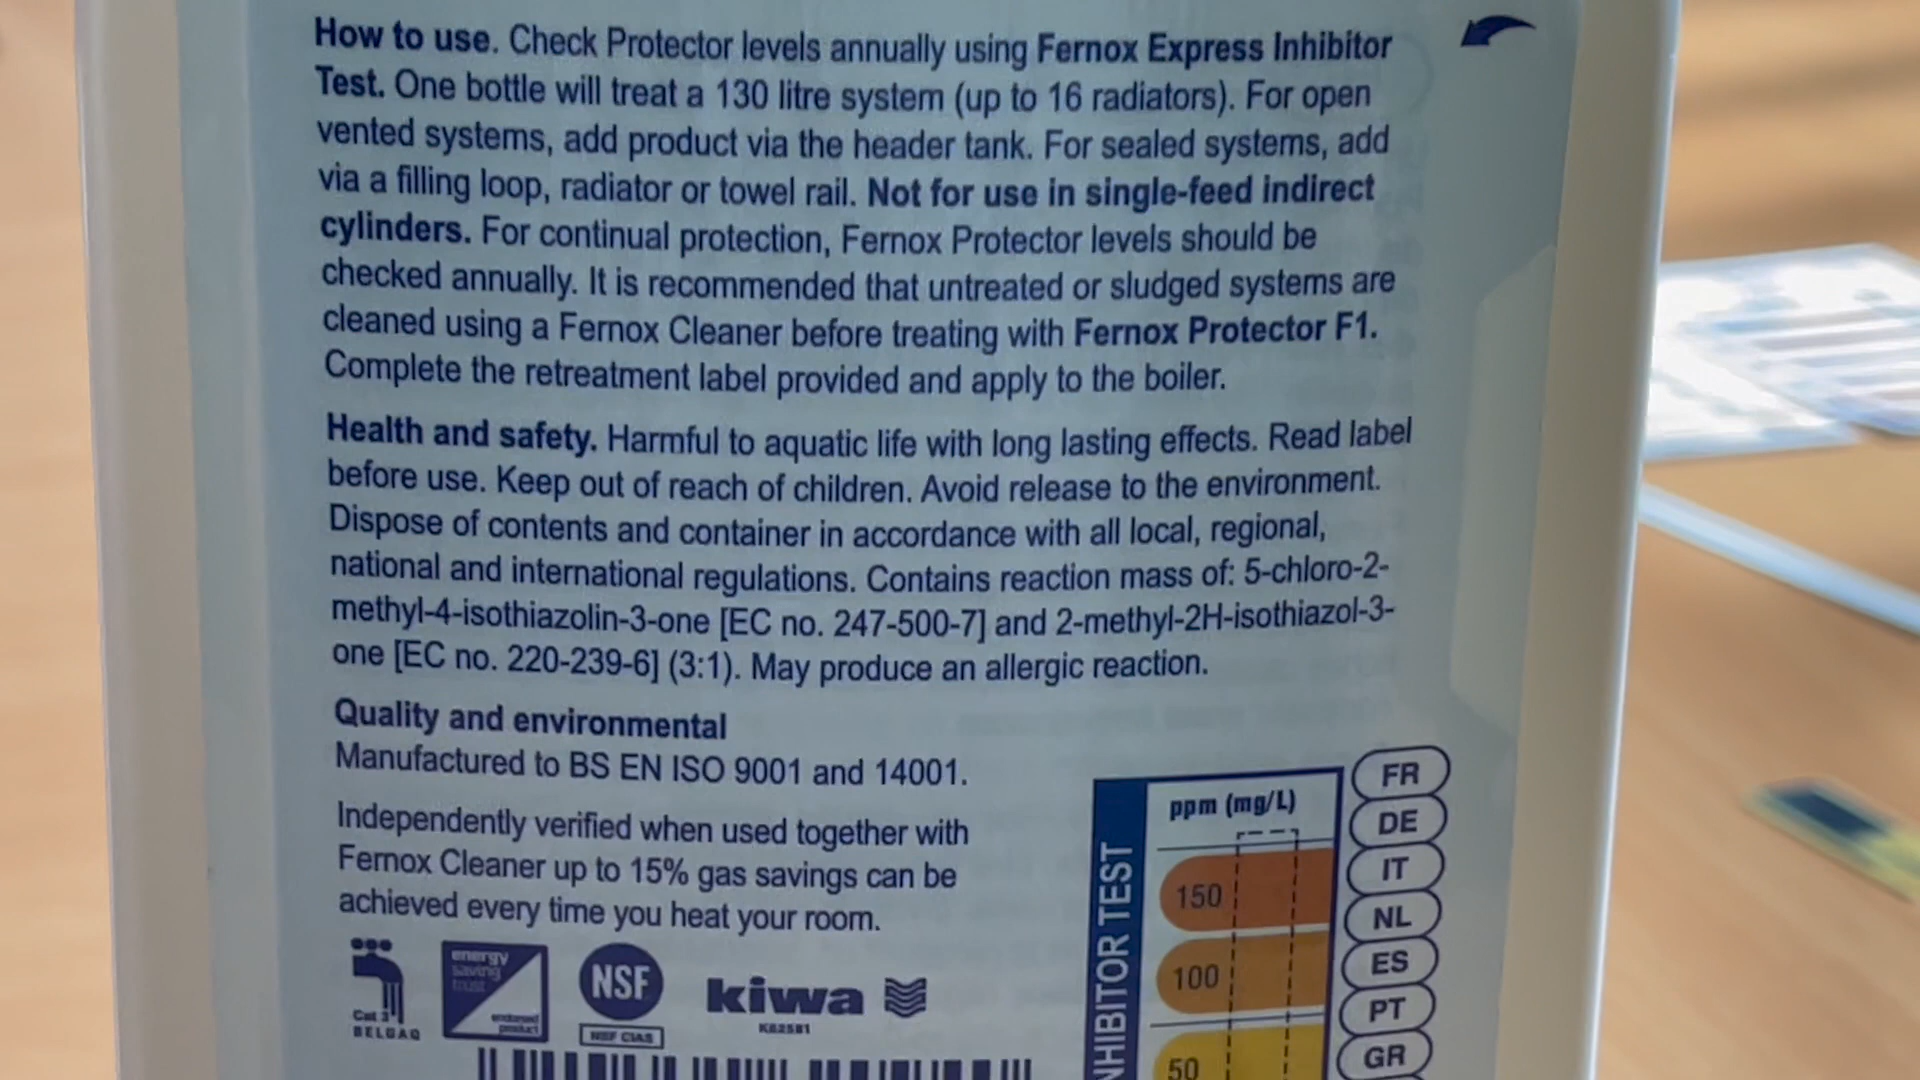 How to use. Check Protector levels annually using Fernox Express Inhibitor
Test. One bottle will treat a 130 litre system (up to 16 radiators). For open
vented systems, add product via the header tank. For sealed systems, add
via a filling loop, radiator or towel rail. Not for use in single-feed indirect
cylinders. For continual protection, Fernox Protector levels should be
checked annually. It is recommended that untreated or sludged systems are
cleaned using a Fernox Cleaner before treating with Fernox Protector F1.
Complete the retreatment label provided and apply to the boiler.
Health and safety. Harmful to aquatic life with long lasting effects. Read label
before use. Keep out of reach of children. Avoid release to the environment.
Dispose of contents and container in accordance with all local, regional,
national and international regulations. Contains reaction mass of: 5-chloro-2-
methyl-4-isothiazolin-3-one [EC no. 247-500-7] and 2-methyl-2H-isothiazol-3-
one [EC no. 220-239-6] (3:1). May produce an allergic reaction.
Quality and environmental
Manufactured to BS EN ISO 9001 and 14001.
Independently verified when used together with
Fernox Cleaner up to 15% gas savings can be
achieved every time you heat your room.
Cat 3
BELGAQ
energy
saving
trust
endorsed
product
NSF
NSF CIAS
kiwa
K82581
NHIBITOR TEST
ppm (mg/L)
150
100
50
FR
DE
IT
NL
ES
PT
GR